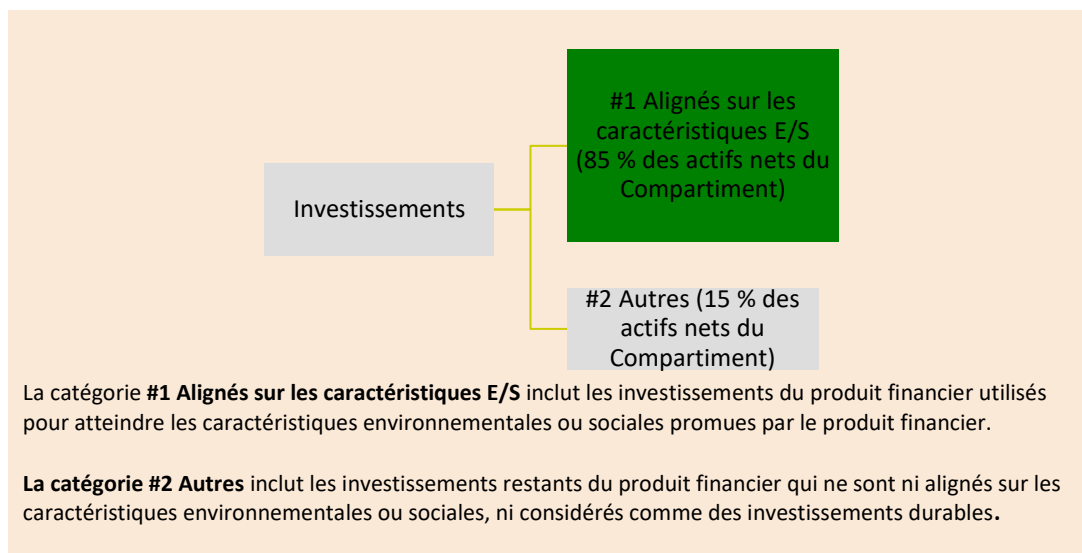 #1 Alignés sur les
caractéristiques E/S
(85 % des actifs nets du
Compartiment)
Investissements
#2 Autres (15 % des
actifs nets du
Compartiment)
La catégorie #1 Alignés sur les caractéristiques E/S inclut les investissements du produit financier utilisés
pour atteindre les caractéristiques environnementales ou sociales promues par le produit financier.
La catégorie #2 Autres inclut les investissements restants du produit financier qui ne sont ni alignés sur les
caractéristiques environnementales ou sociales, ni considérés comme des investissements durables.